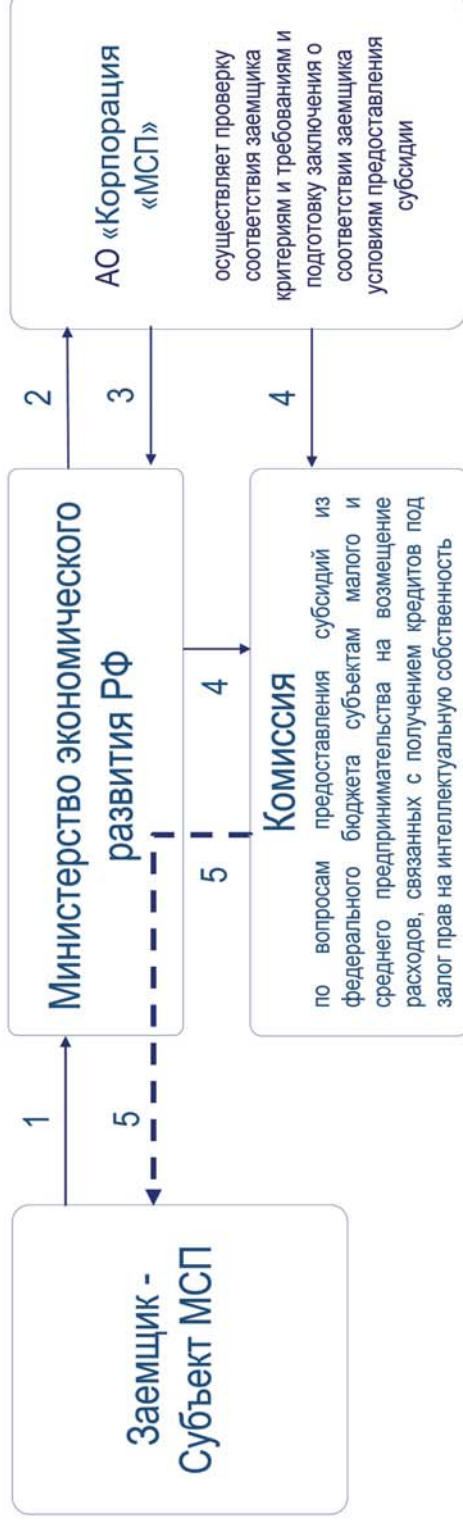 Заемщик -
Субъект МСП
1
5
Министерство экономического
развития РФ
5
4
Комиссия
по вопросам предоставления субсидий из
федерального бюджета субъектам малого и
среднего предпринимательства на возмещение
расходов, связанных с получением кредитов под
залог прав на интеллектуальную собственность
2
3
4
АО «Корпорация
«МСП»
осуществляет проверку
соответствия заемщика
критериям и требованиям и
подготовку заключения о
соответствии заемщика
условиям предоставления
субсидии